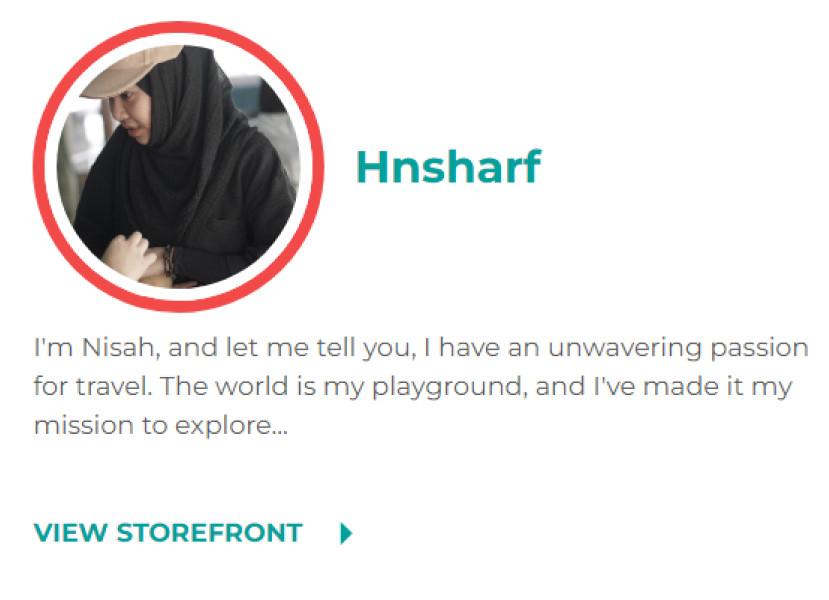 Hnsharf
I'm Nisah, and let me tell you, I have an unwavering passion
for travel. The world is my playground, and I've made it my
mission to explore...
VIEW STOREFRONT